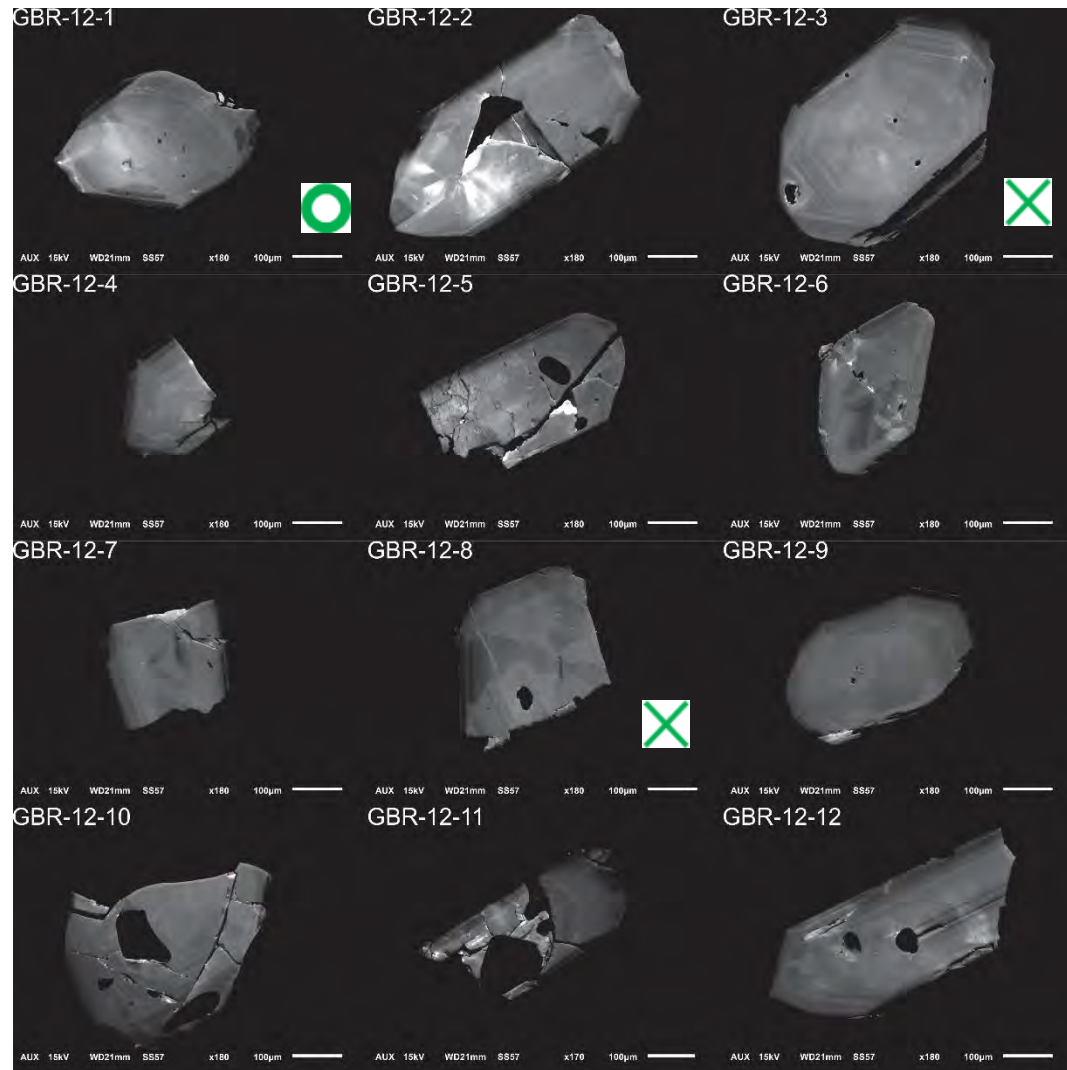 GBR-12-1 GBR-12-2 GBR-12-3
AUX 15kV WD21mm SS57 x180 100µm AUX 15kV WD21mm SS57 x180 100µm AUX 15kV WD21mm SS57 x180 100µm
GBR-12-4 GBR-12-5 GBR-12-6
AUX 15kV WD21mm SS57 x180 100µm AUX 15kV WD21mm SS57 x180 100µm AUX 15kV WD21mm SS57 x180 100µm
GBR-12-7 GBR-12-8 GBR-12-9
AUX 15kV WD21mm SS57 x180 100µm AUX 15kV WD21mm SS57 x180 100µm AUX 15kV WD21mm SS57 x180 100µm
GBR-12-10 GBR-12-11 GBR-12-12
AUX 15kV WD21mm SS57 x180 100µm AUX 15kV WD21mm SS57 x170 100µm AUX 15kV WD21mm SS57 x180 100µm